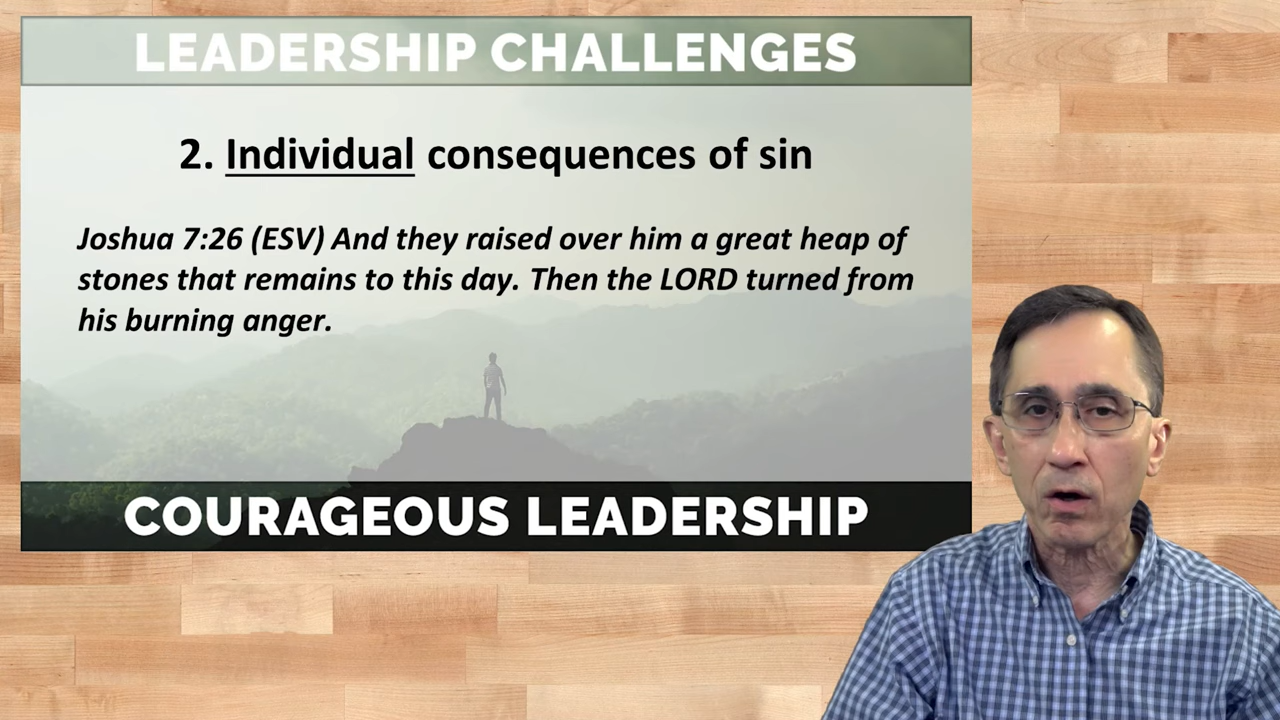 LEADERSHIP CHALLENGES
2. Individual consequences of sin
Joshua 7:26 (ESV) And they raised over him a great heap of
stones that remains to this day. Then the LORD turned from
his burning anger.
COURAGEOUS LEADERSHIP